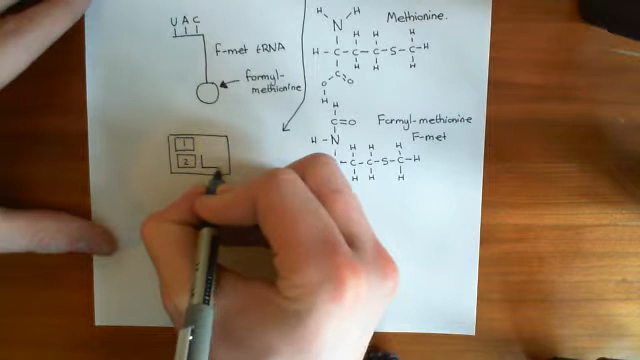 U A C
f-met tRNA
formyl-
methionine
1
2
Methionine.
H H
N
H H H
H-C-C-C-S-C-H
H H H
C
O O
H
H
C=O
Formyl-methionine
F-met
H-N
H H H
-C-C-S-C-H
H H H